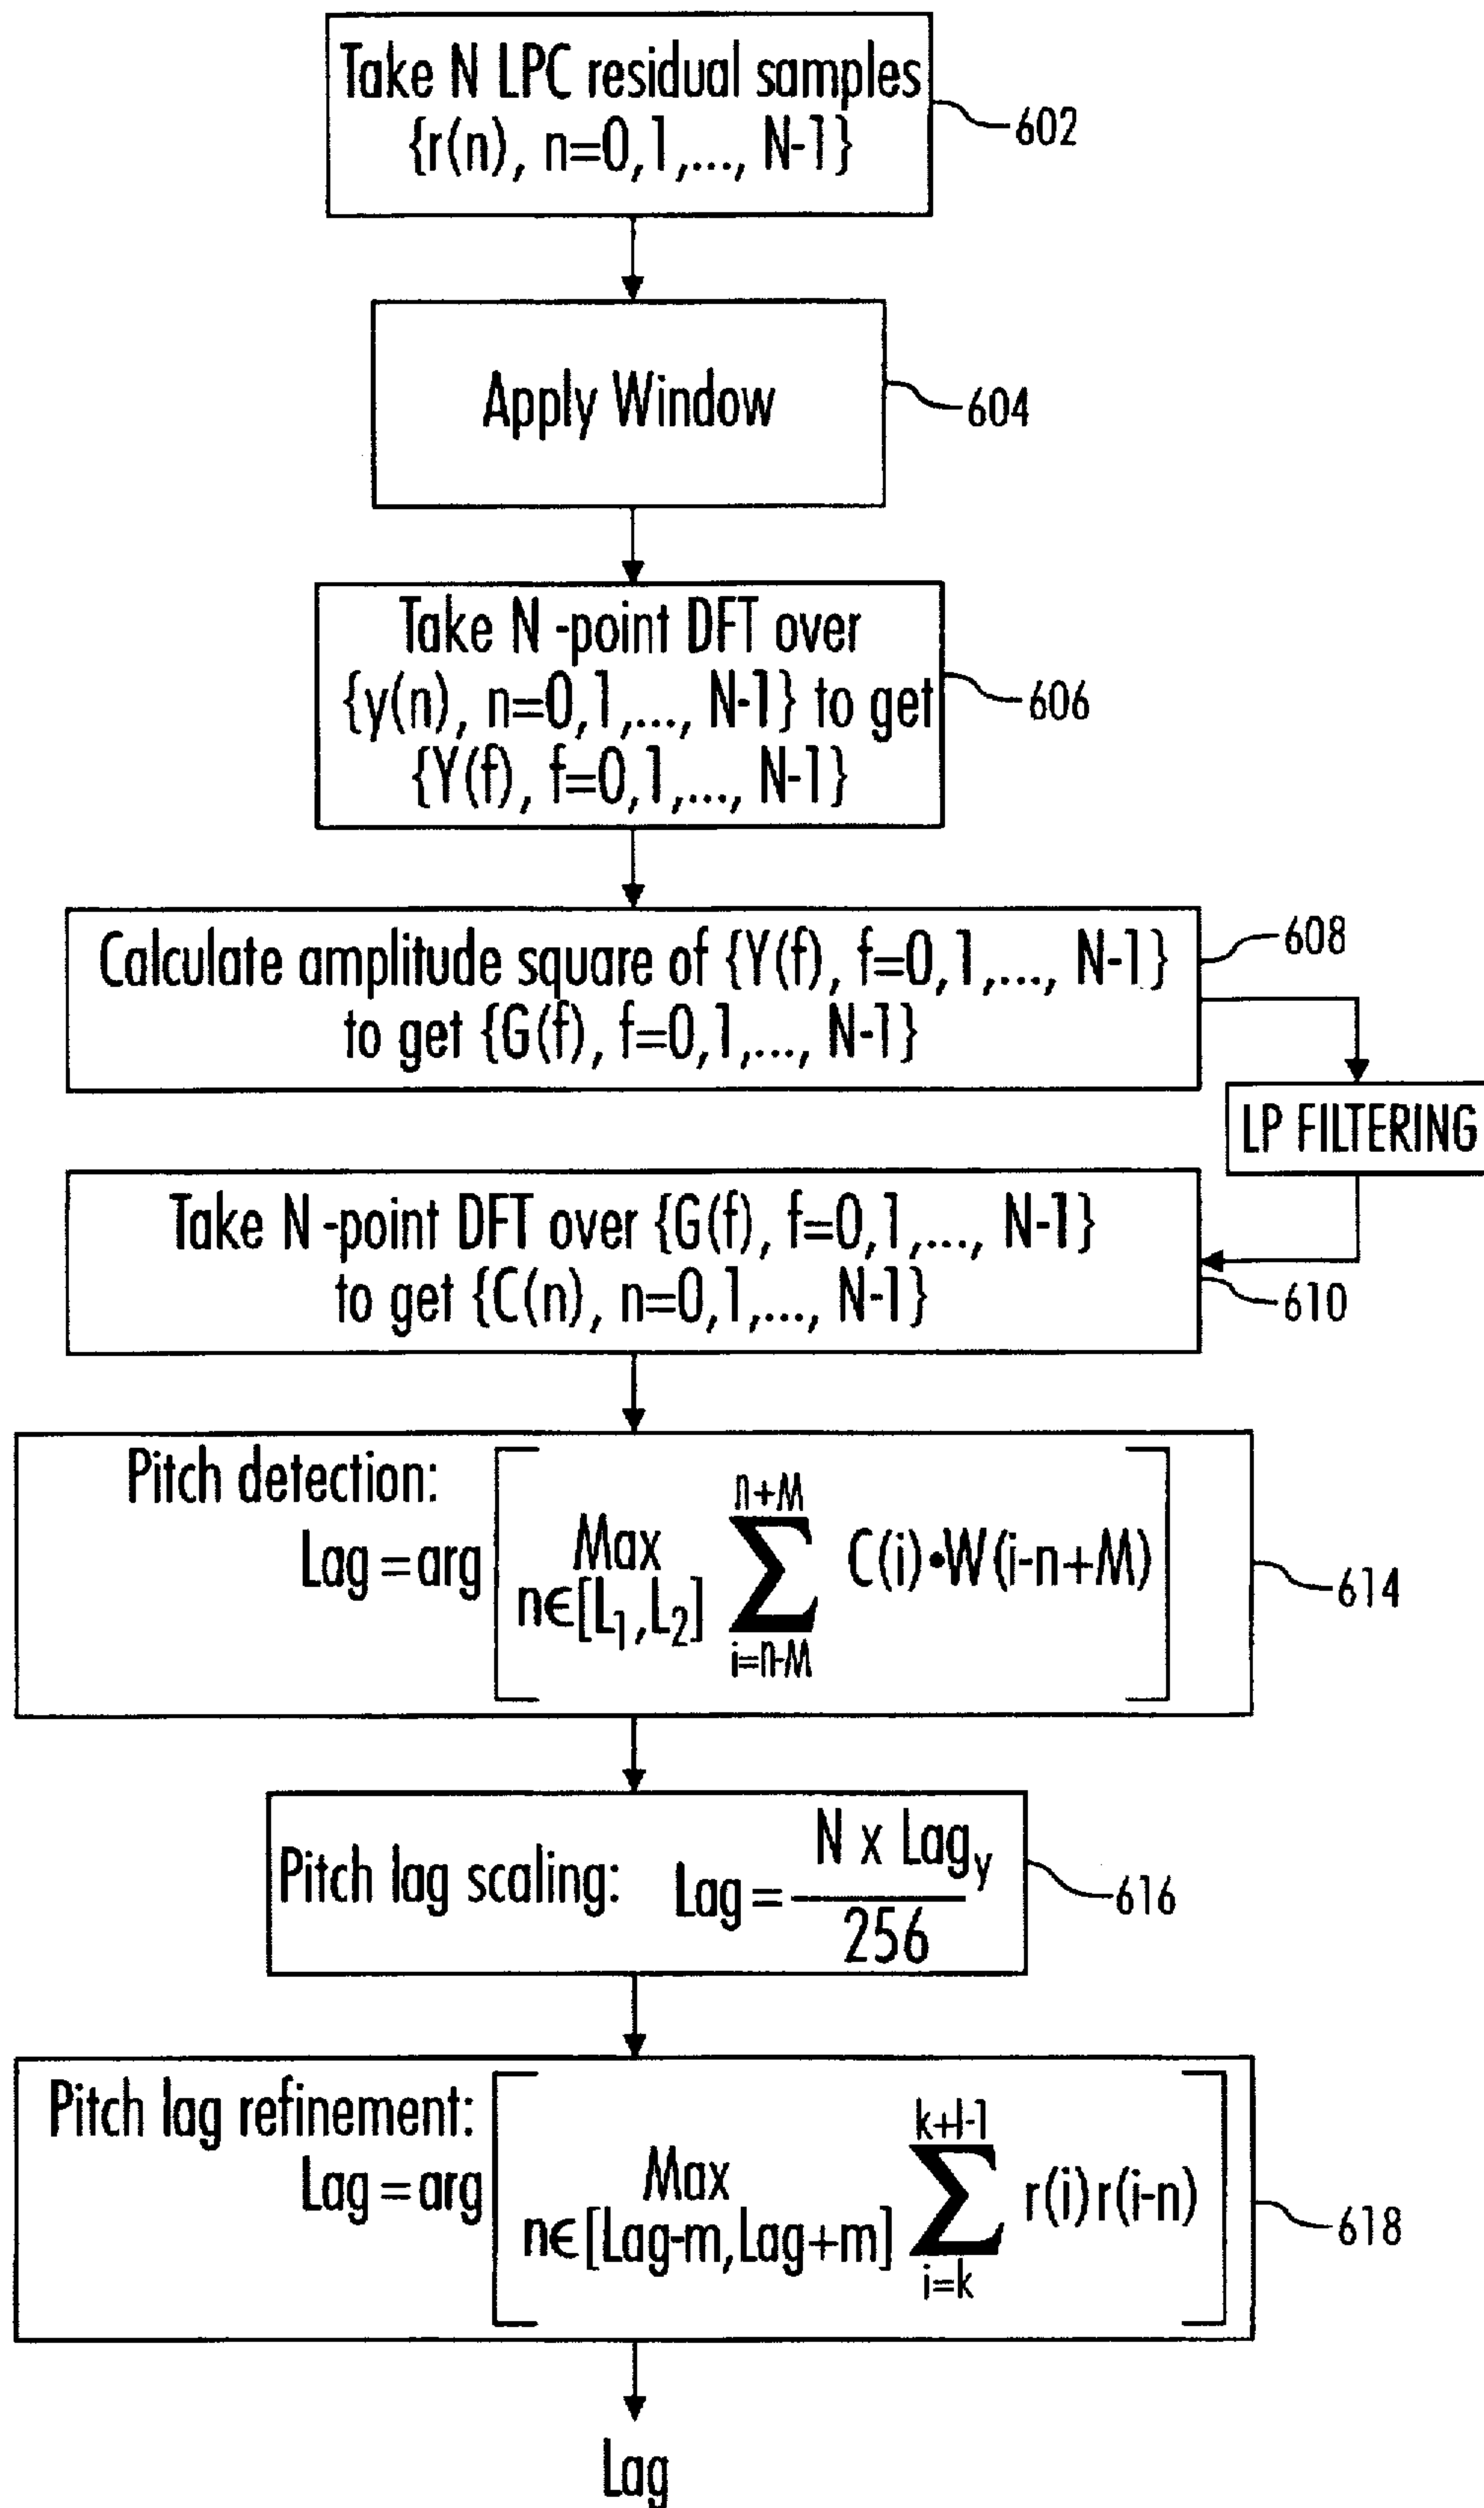 Take N LPC residual samples
{r(n), n=0,1,..., N-1}
602
Apply Window
604
Take N -point DFT over
{y(n), n=0,1,..., N-1} to get
{Y(f), f=0,1,..., N-1}
606
Calculate amplitude square of {Y(f), f=0,1,..., N-1}
to get {G(f), f=0,1,..., N-1}
608
LP FILTERING
Take N -point DFT over {G(f), f=0,1,..., N-1}
to get {C(n), n=0,1,..., N-1}
610
Pitch detection:
Lag = arg [ Max n∈[L₁,L₂] ∑ i=n-M n+M C(i)•W(i-n+M) ]
614
Pitch lag scaling: Lag = N x Lag_y / 256
616
Pitch lag refinement:
Lag = arg [ Max n∈[Lag-m,Lag+m] ∑ i=k k+l-1 r(i)r(i-n) ]
618
Lag